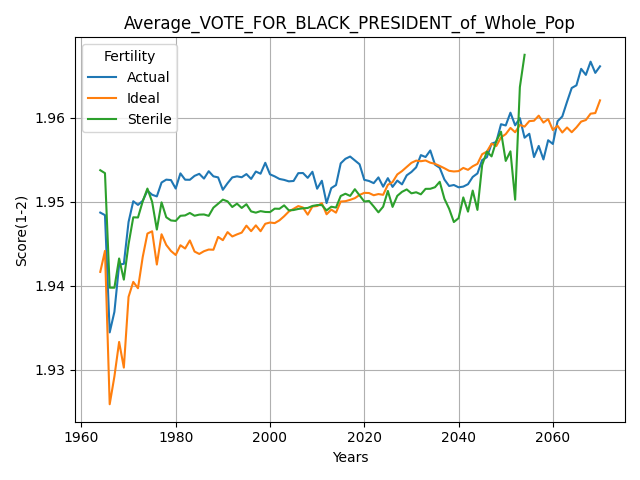 Average_VOTE_FOR_BLACK_PRESIDENT_of_Whole_Pop
Fertility
Actual
Ideal
Sterile
Score(1-2)
1.96
1.95
1.94
1.93
1960 1980 2000 2020 2040 2060
Years